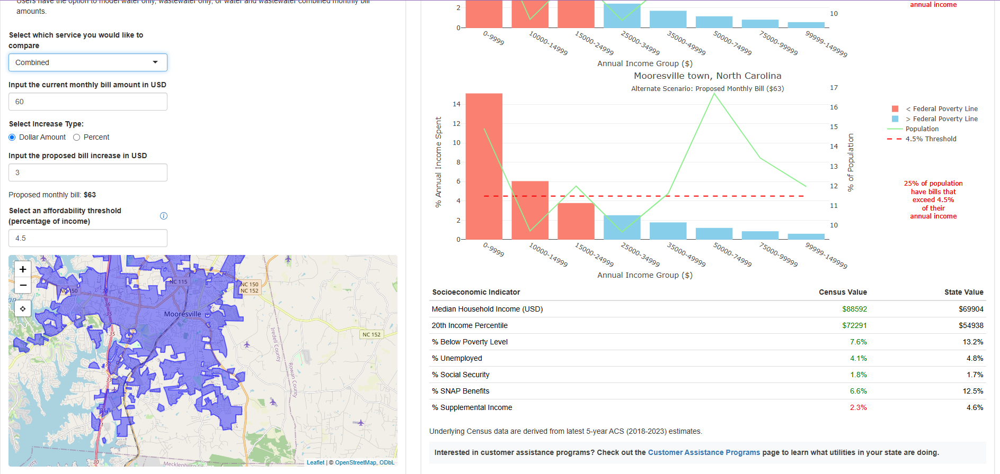 Users have the option to model water only, wastewater only, or water and wastewater combined monthly bill
amounts.
Select which service you would like to
compare
Combined
Input the current monthly bill amount in USD
60
Select Increase Type:
Dollar Amount
Percent
Input the proposed bill increase in USD
3
Proposed monthly bill: $63
Select an affordability threshold
(percentage of income)
4.5
+
−
NC 150
NC 115
NC 150
NC 152
36
36
35
Mooresville
35
NC 152
Iredell County
33
33
Rowan County
31
31
30
Leaflet | © OpenStreetMap, ODbL
2
0
10
annual income
0-9999
10000-14999
15000-24999
25000-34999
35000-49999
50000-74999
75000-99999
99999-149999
Annual Income Group ($)
Mooresville town, North Carolina
Alternate Scenario: Proposed Monthly Bill ($63)
% Annual Income Spent
14
12
10
8
6
4
2
0
17
16
15
14
13
12
11
10
% of Population
< Federal Poverty Line
> Federal Poverty Line
Population
4.5% Threshold
25% of population
have bills that
exceed 4.5%
of their
annual income
0-9999
10000-14999
15000-24999
25000-34999
35000-49999
50000-74999
75000-99999
99999-149999
Annual Income Group ($)
Socioeconomic Indicator Census Value State Value
Median Household Income (USD) $88592 $69904
20th Income Percentile $72291 $54938
% Below Poverty Level 7.6% 13.2%
% Unemployed 4.1% 4.8%
% Social Security 1.8% 1.7%
% SNAP Benefits 6.6% 12.5%
% Supplemental Income 2.3% 4.6%
Underlying Census data are derived from latest 5-year ACS (2018-2023) estimates.
Interested in customer assistance programs? Check out the Customer Assistance Programs page to learn what utilities in your state are doing.